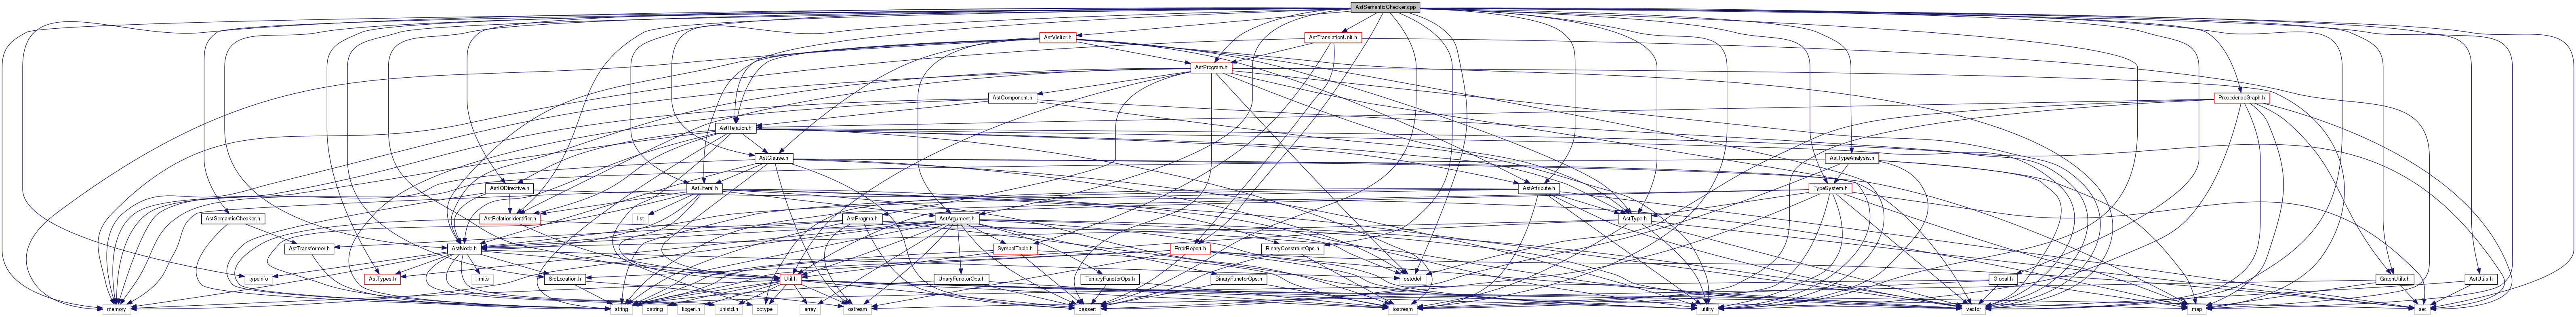 AstSemanticChecker.cpp
AstVisitor.h
AstTranslationUnit.h
AstProgram.h
AstComponent.h
PrecedenceGraph.h
AstRelation.h
AstClause.h
AstTypeAnalysis.h
AstIODirective.h
AstLiteral.h
AstAttribute.h
TypeSystem.h
AstSemanticChecker.h
AstRelationIdentifier.h
list
AstPragma.h
AstArgument.h
AstType.h
AstTransformer.h
AstNode.h
SymbolTable.h
ErrorReport.h
BinaryConstraintOps.h
typeinfo
AstTypes.h
limits
SrcLocation.h
Util.h
UnaryFunctorOps.h
TernaryFunctorOps.h
BinaryFunctorOps.h
cstddef
Global.h
GraphUtils.h
AstUtils.h
memory
string
cstring
libgen.h
unistd.h
cctype
array
ostream
cassert
iostream
utility
vector
map
set